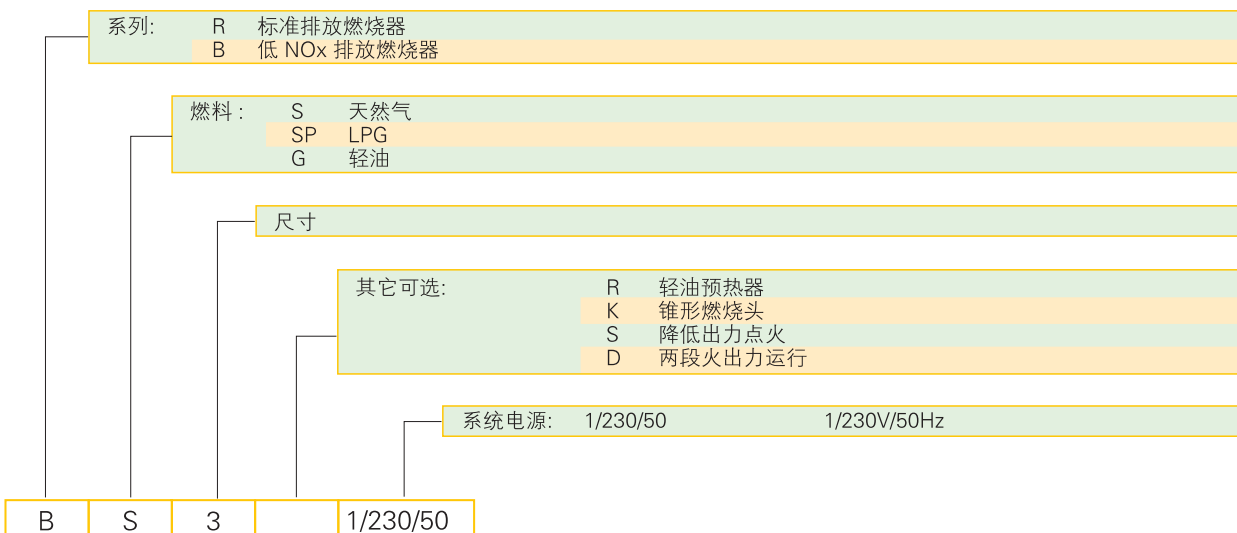 系列: R 标准排放燃烧器
B 低 NOx 排放燃烧器
燃料 : S 天然气
SP LPG
G 轻油
尺寸
其它可选: R 轻油预热器
K 锥形燃烧头
S 降低出力点火
D 两段火出力运行
系统电源: 1/230/50 1/230V/50Hz
B S 3 1/230/50